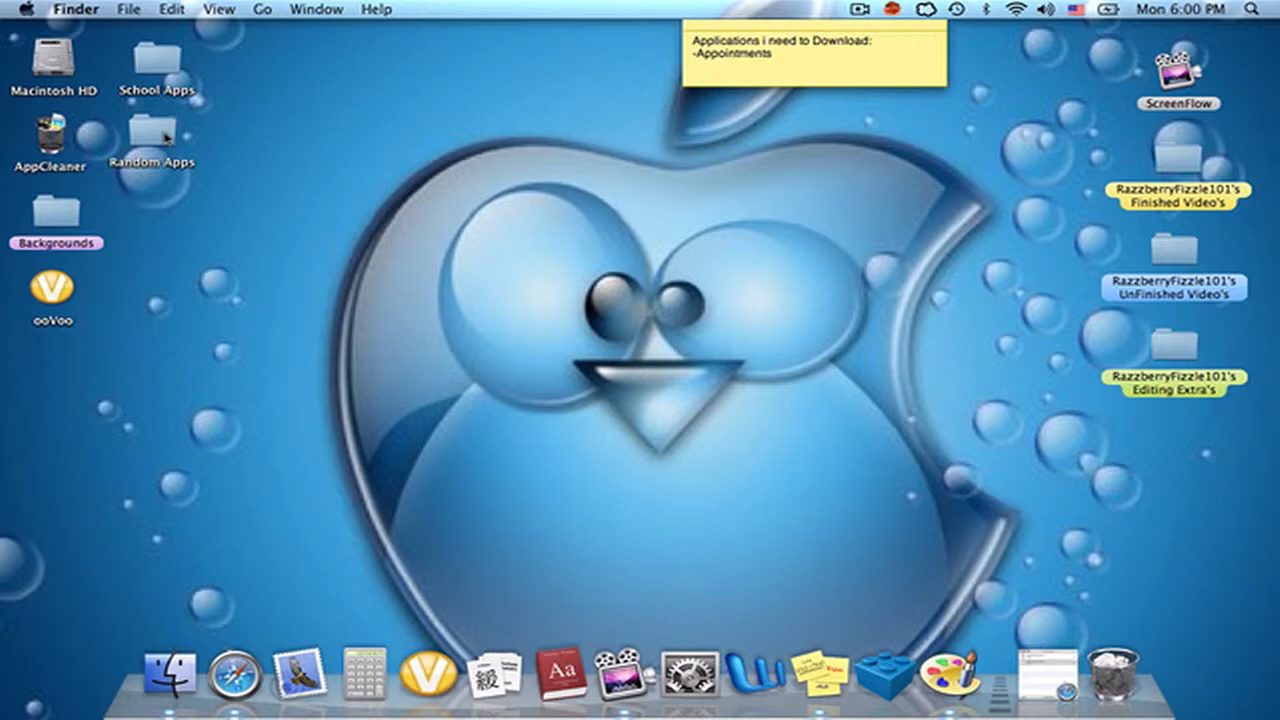 Finder File Edit View Go Window Help Mon 6:00 PM
Applications i need to Download:
-Appointments
Macintosh HD
School Apps
AppCleaner
Random Apps
Backgrounds
ooVoo
ScreenFlow
RazzberryFizzle101's
Finished Video's
RazzberryFizzle101's
UnFinished Video's
RazzberryFizzle101's
Editing Extra's
Aa